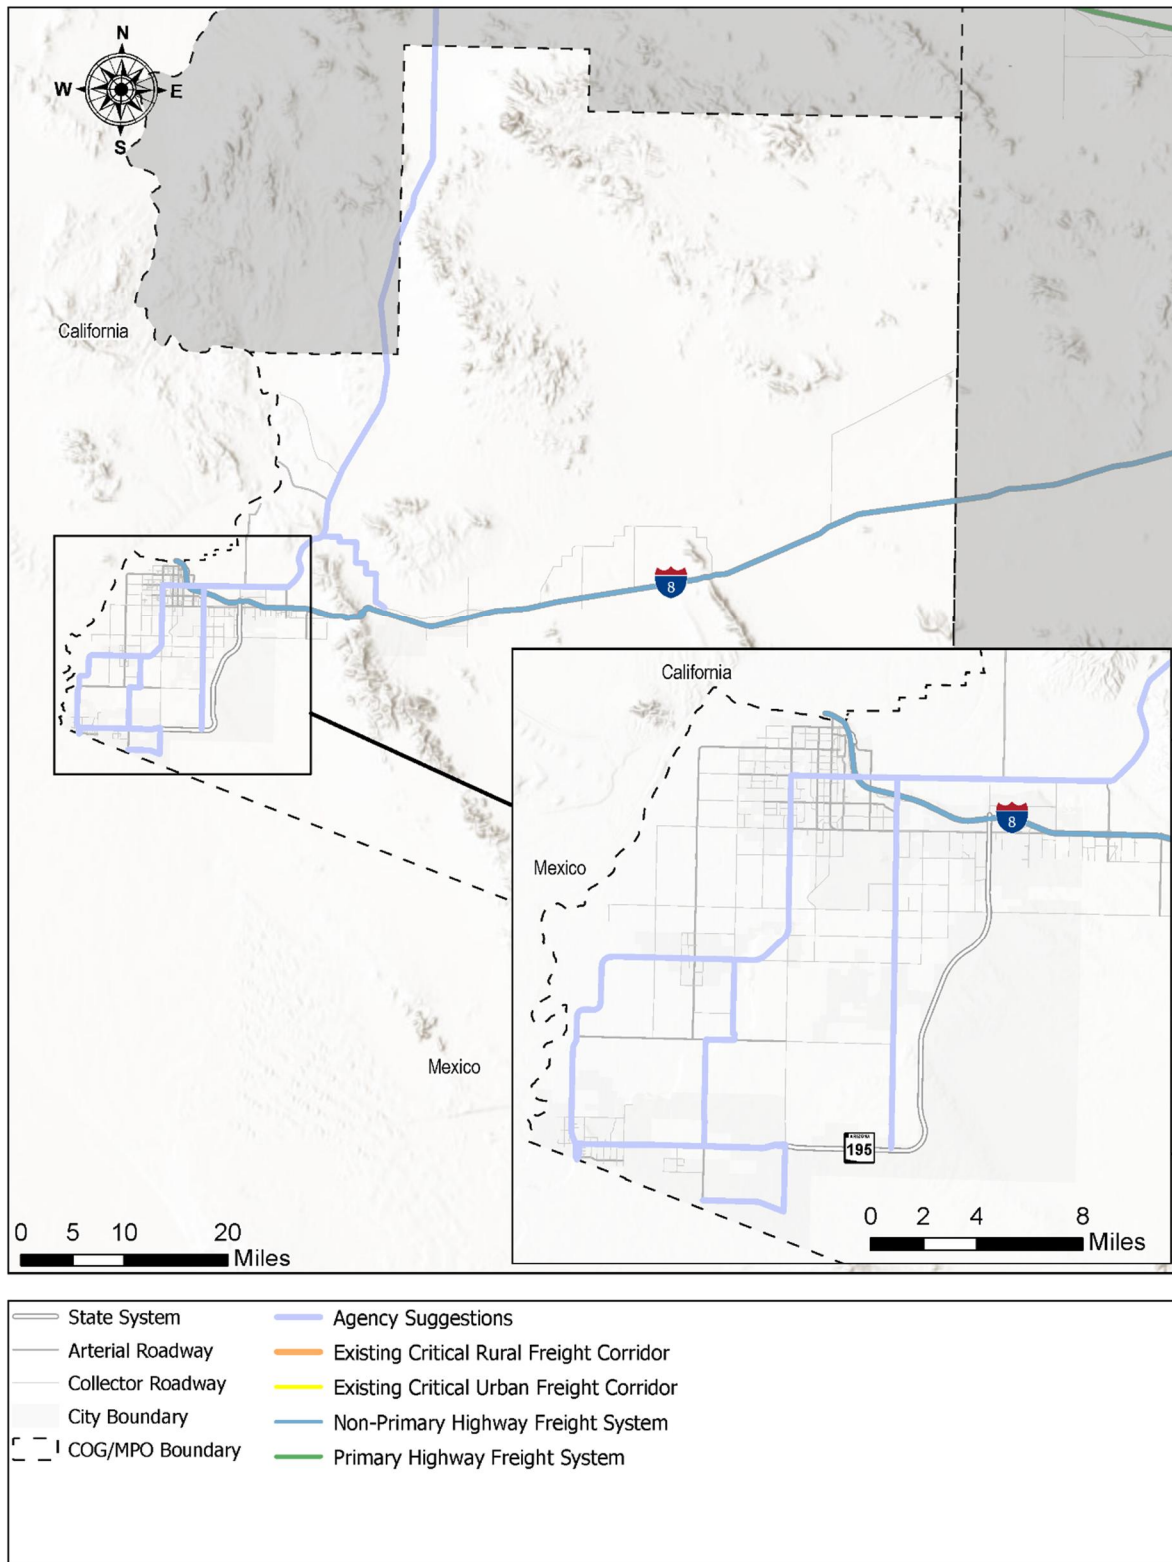 N
W
E
S
California
8
California
8
Mexico
Mexico
ARIZONA
195
0 5 10 20
Miles
0 2 4 8
Miles
State System
Arterial Roadway
Collector Roadway
City Boundary
COG/MPO Boundary
Agency Suggestions
Existing Critical Rural Freight Corridor
Existing Critical Urban Freight Corridor
Non-Primary Highway Freight System
Primary Highway Freight System